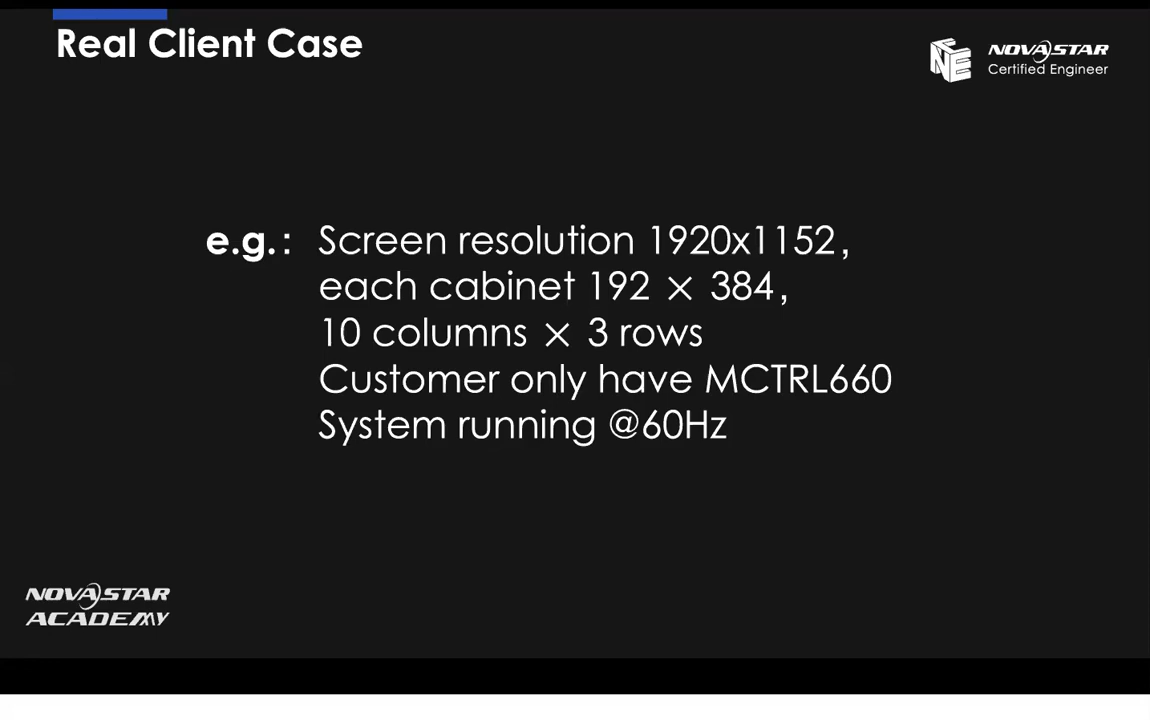 Real Client Case
NE
NOVASTAR
Certified Engineer
e.g.: Screen resolution 1920x1152,
each cabinet 192 × 384,
10 columns × 3 rows
Customer only have MCTRL660
System running @60Hz
NOVASTAR
ACADEMY